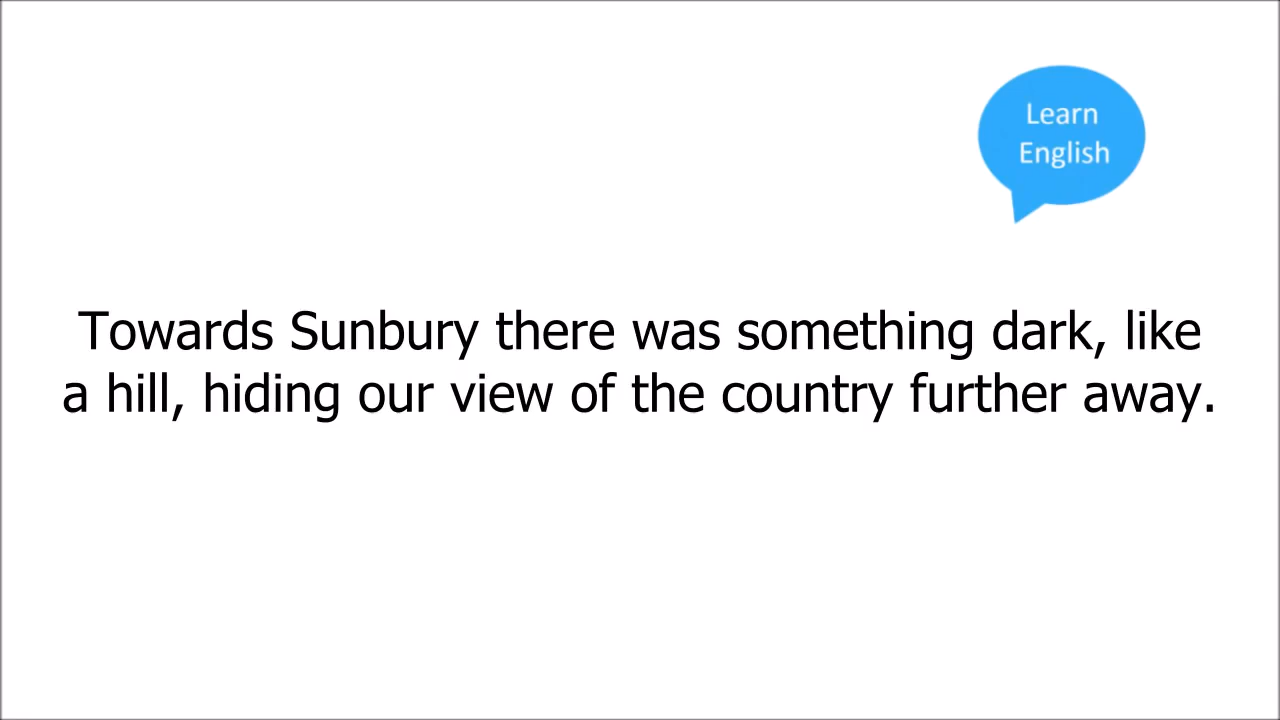 Learn
English
Towards Sunbury there was something dark, like
a hill, hiding our view of the country further away.